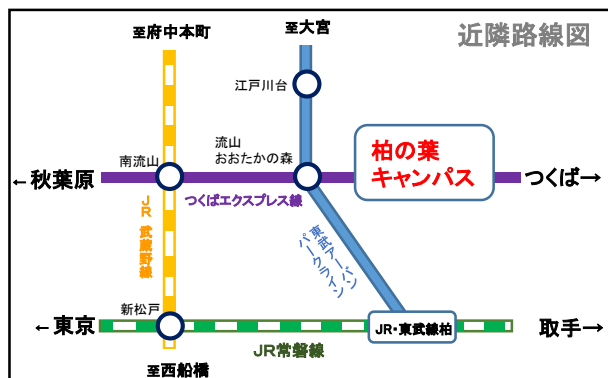 近隣路線図
至府中本町
至大宮
江戸川台
流山
おおたかの森
南流山
柏の葉
キャンパス
←秋葉原
つくば→
つくばエクスプレス線
JR 武蔵野線
東武アーバン
パークライン
新松戸
←東京
JR・東武線柏
取手→
JR常磐線
至西船橋